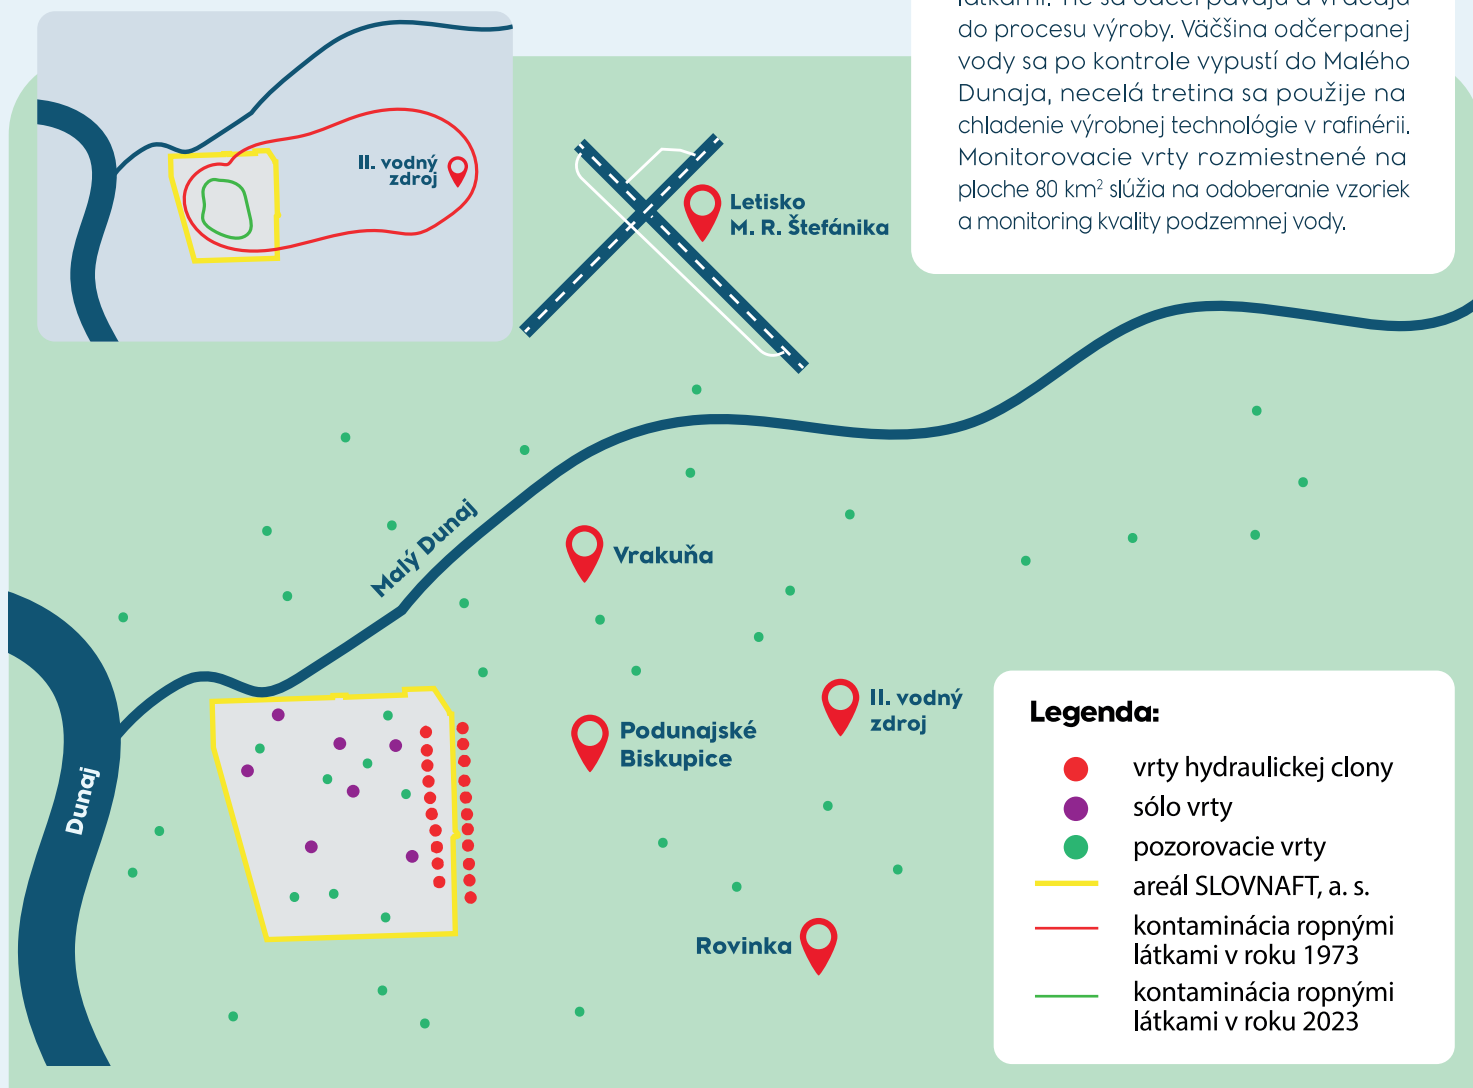 do procesu výroby. Väčšina odčerpanej
vody sa po kontrole vypustí do Malého
Dunaja, necelá tretina sa použije na
chladenie výrobnej technológie v rafinérii.
Monitorovacie vrty rozmiestnené na
ploche 80 km² slúžia na odoberanie vzoriek
a monitoring kvality podzemnej vody.
II. vodný
zdroj
Letisko
M. R. Štefánika
Malý Dunaj
Vrakuňa
II. vodný
zdroj
Podunajské
Biskupice
Dunaj
Rovinka
Legenda:
vrty hydraulickej clony
sólo vrty
pozorovacie vrty
areál SLOVNAFT, a. s.
kontaminácia ropnými
látkami v roku 1973
kontaminácia ropnými
látkami v roku 2023